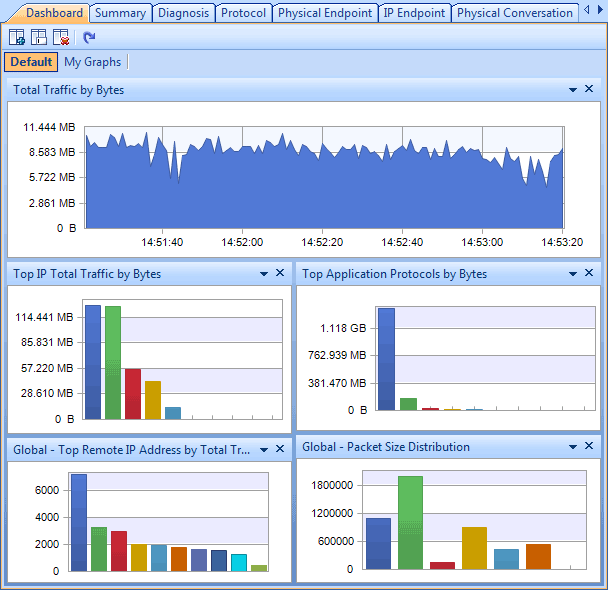 Dashboard Summary Diagnosis Protocol Physical Endpoint IP Endpoint Physical Conversation
Default My Graphs
Total Traffic by Bytes
11.444 MB
8.583 MB
5.722 MB
2.861 MB
0 B
14:51:40 14:52:00 14:52:20 14:52:40 14:53:00 14:53:20
Top IP Total Traffic by Bytes
114.441 MB
85.831 MB
57.220 MB
28.610 MB
0 B
Top Application Protocols by Bytes
1.118 GB
762.939 MB
381.470 MB
0 B
Global - Top Remote IP Address by Total Tr...
6000
4000
2000
0
Global - Packet Size Distribution
1800000
1200000
600000
0